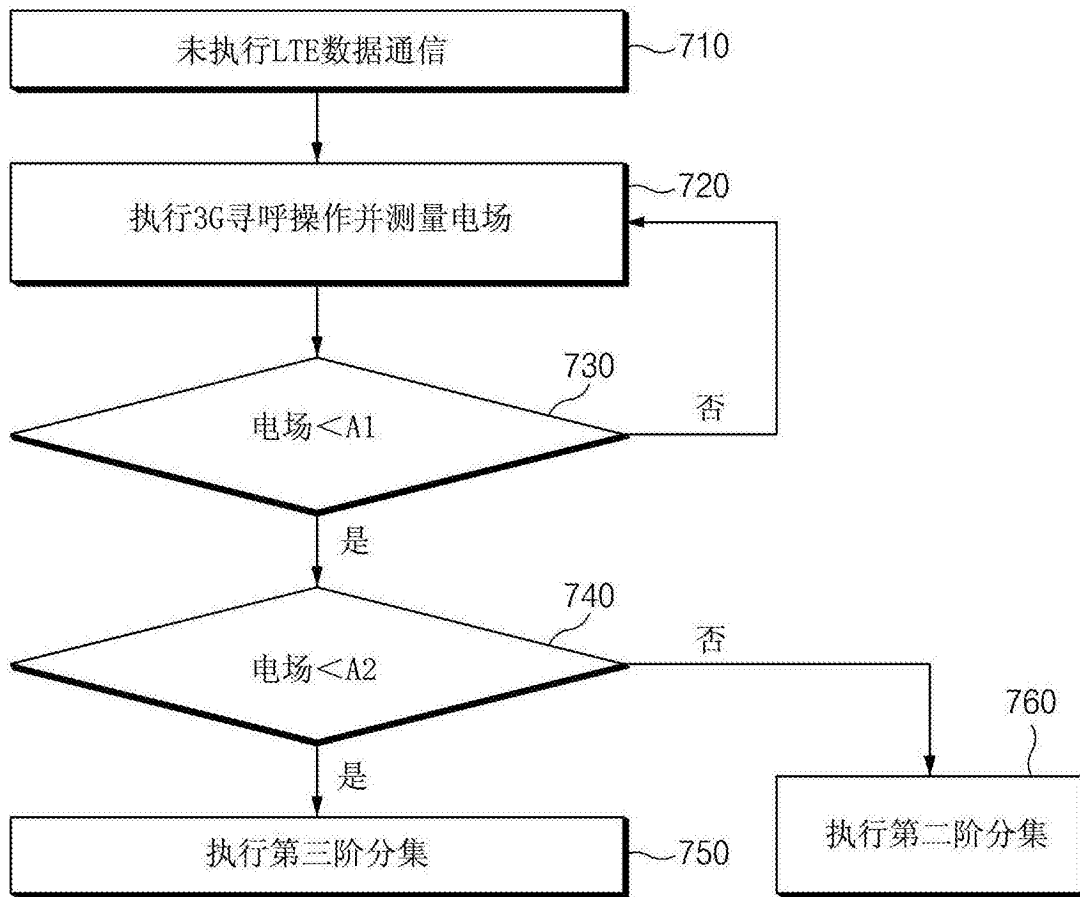 未执行LTE数据通信
710
执行3G寻呼操作并测量电场
720
730
电场<A1
否
是
740
电场<A2
否
760
是
执行第三阶分集
750
执行第二阶分集